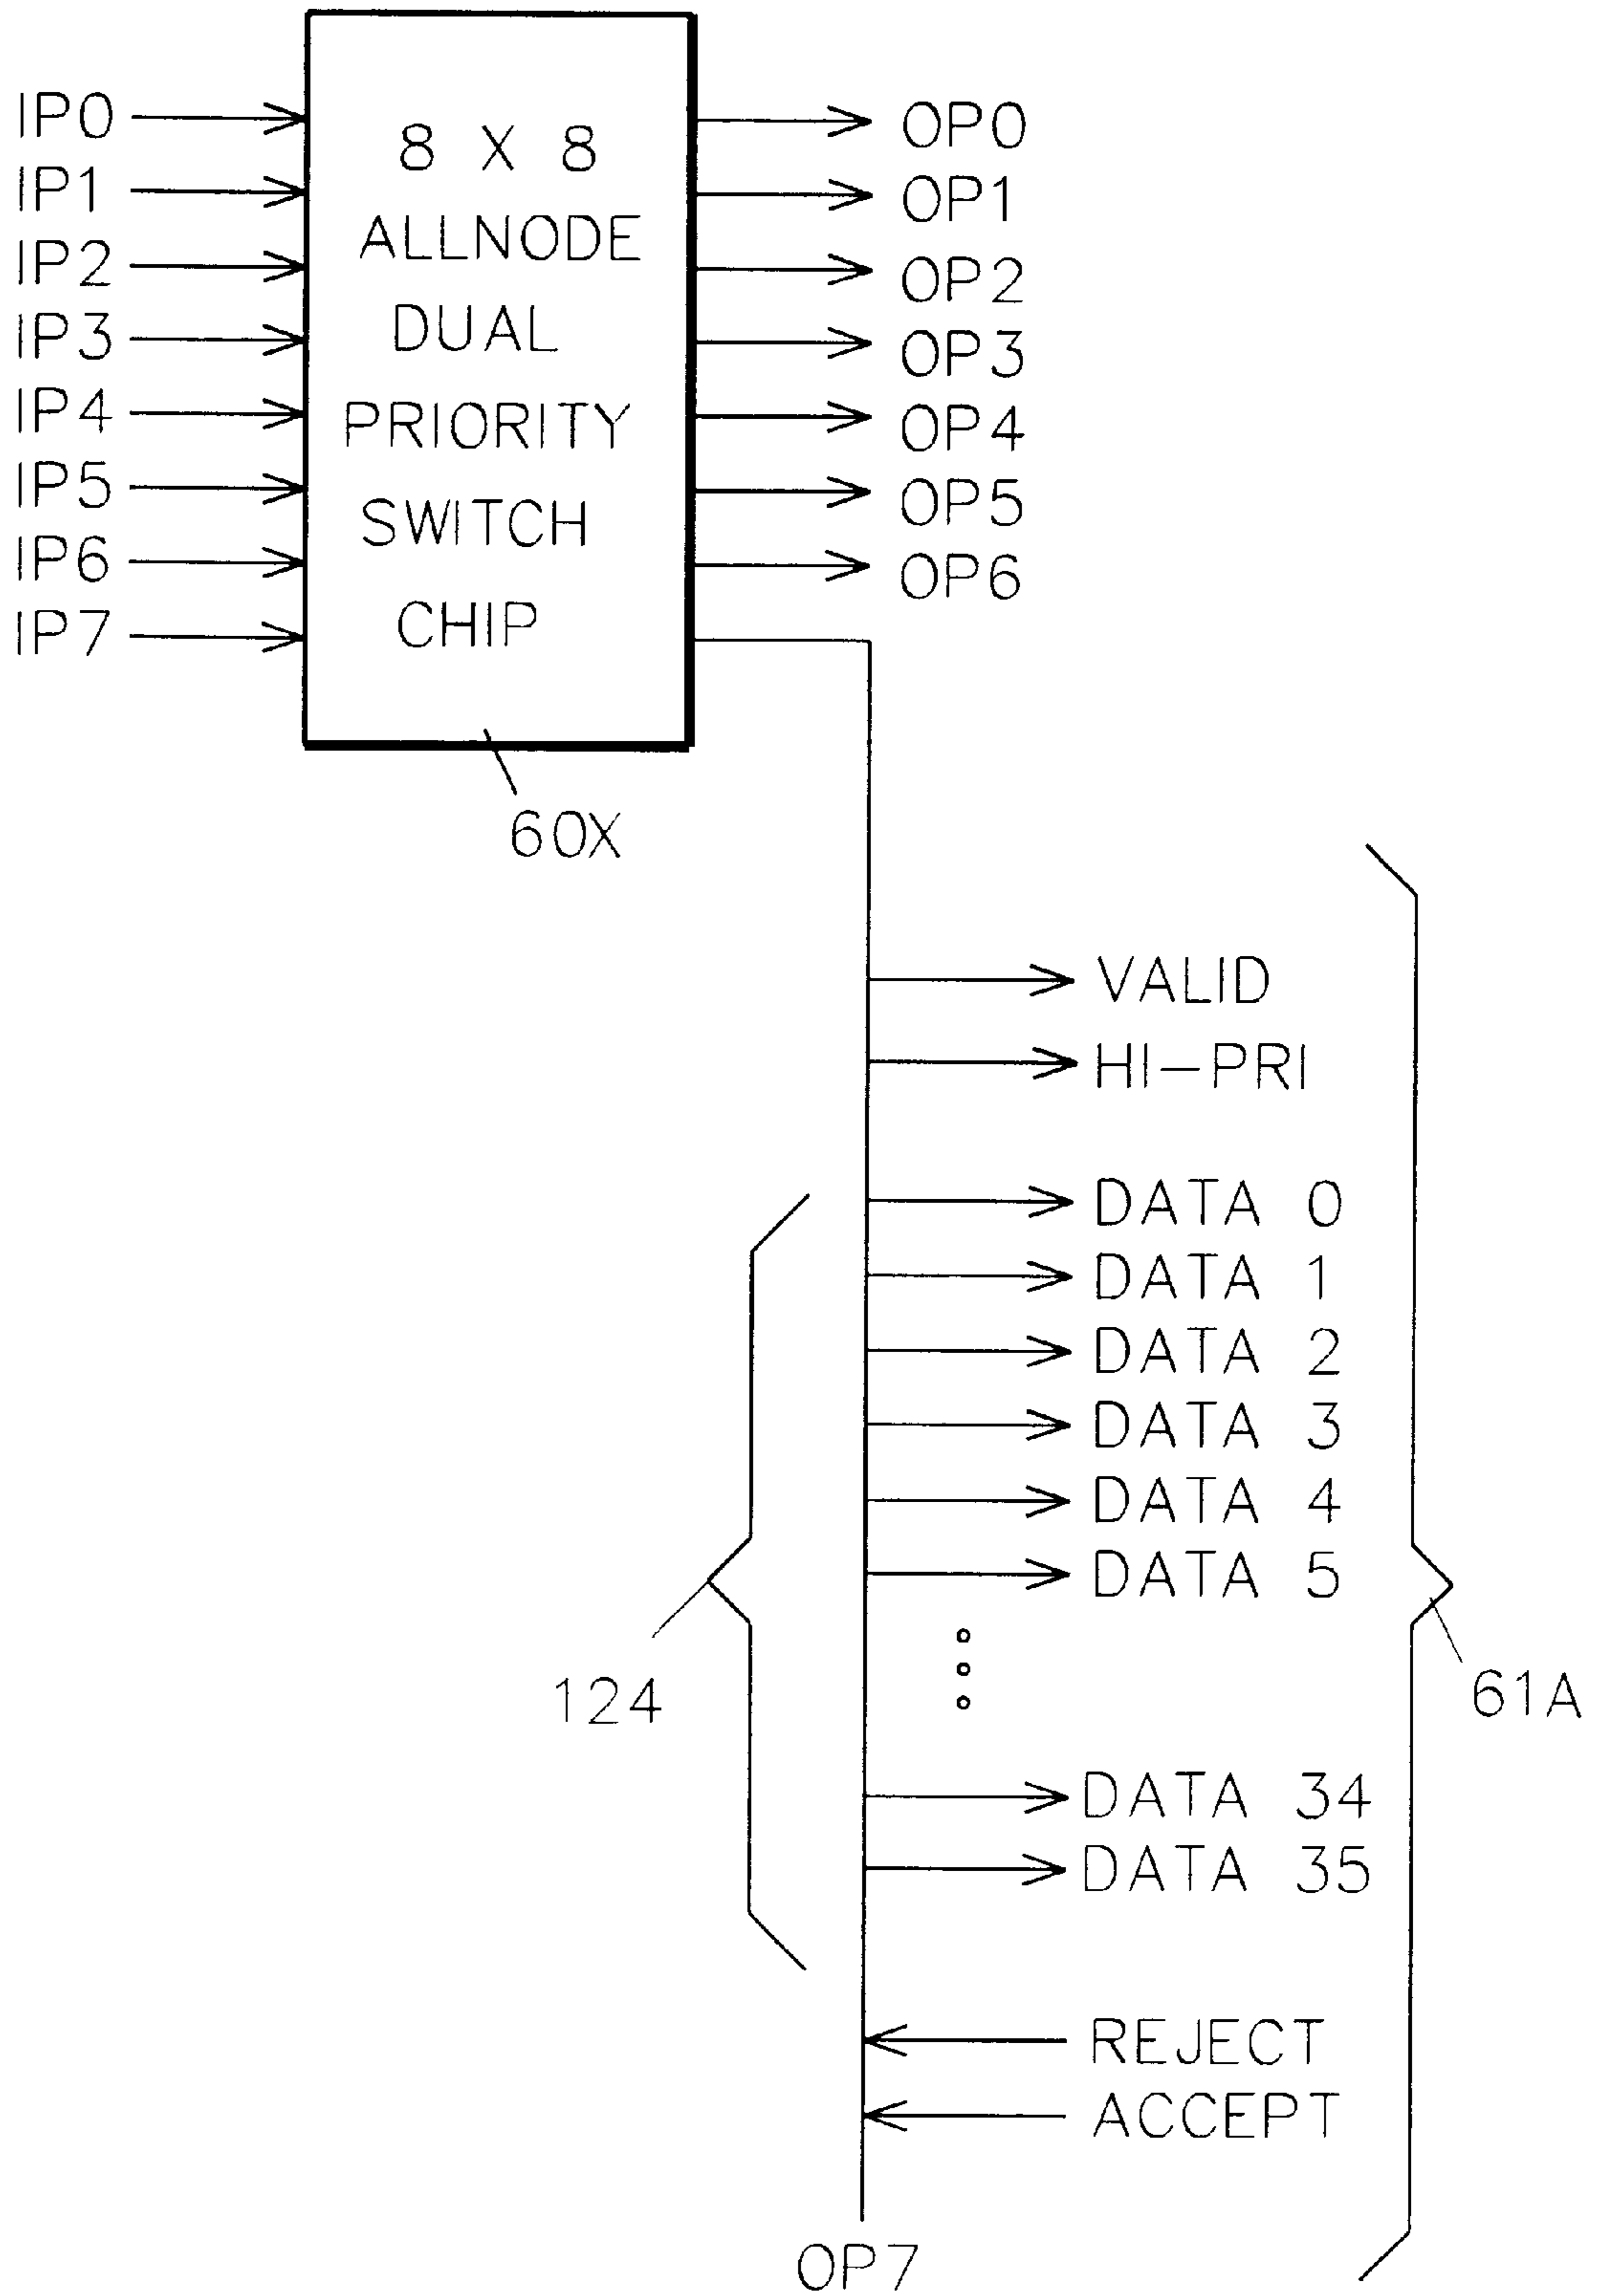 IP0
IP1
IP2
IP3
IP4
IP5
IP6
IP7
8 X 8
ALLNODE
DUAL
PRIORITY
SWITCH
CHIP
OP0
OP1
OP2
OP3
OP4
OP5
OP6
60X
VALID
HI-PRI
DATA 0
DATA 1
DATA 2
DATA 3
DATA 4
DATA 5
124
61A
DATA 34
DATA 35
REJECT
ACCEPT
OP7